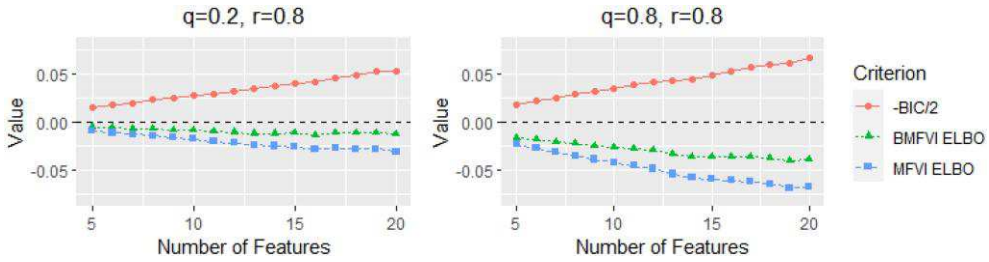 q=0.2, r=0.8
Value
0.05
0.00
-0.05
5
10
15
20
Number of Features
q=0.8, r=0.8
Value
0.05
0.00
-0.05
5
10
15
20
Number of Features
Criterion
-BIC/2
BMFVI ELBO
MFVI ELBO